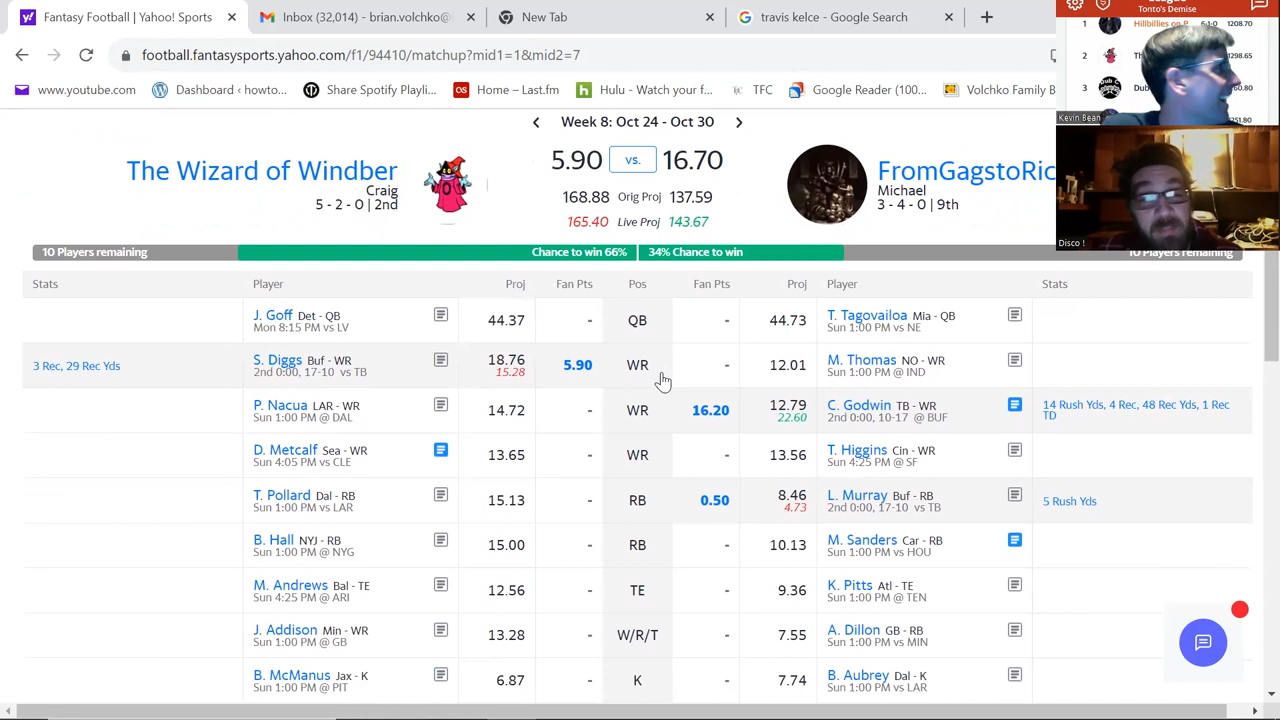 Fantasy Football | Yahoo! Sports
Inbox (32,014) - brian.volchko@
New Tab
travis kelce - Google Search
football.fantasysports.yahoo.com/f1/94410/matchup?mid1=1&mid2=7
www.youtube.com
Dashboard ‹ howto...
Share Spotify Plyli...
Home – Last.fm
Hulu - Watch your f...
TFC
Google Reader (100...
Volchko Family B
Tonto's Demise
1 Hillbillies on P 6-1-0 1208.70
2 Th 1298.65
3 Dub
Kevin Bean
Disco !
Week 8: Oct 24 - Oct 30
The Wizard of Windber
Craig
5 - 2 - 0 | 2nd
5.90 vs. 16.70
168.88 Orig Proj 137.59
165.40 Live Proj 143.67
FromGagstoRic
Michael
3 - 4 - 0 | 9th
10 Players remaining
Chance to win 66%
34% Chance to win
10 Players remaining
Stats Player Proj Fan Pts Pos Fan Pts Proj Player Stats
J. Goff Det - QB 44.37 - QB - 44.73 T. Tagovailoa Mia - QB
Mon 8:15 PM vs LV Sun 1:00 PM vs NE
3 Rec, 29 Rec Yds S. Diggs Buf - WR 18.76 5.90 WR - 12.01 M. Thomas NO - WR
2nd 0:00, 17-10 vs TB 15.28 Sun 1:00 PM @ IND
P. Nacua LAR - WR 14.72 - WR 16.20 12.79 C. Godwin TB - WR 14 Rush Yds, 4 Rec, 48 Rec Yds, 1 Rec
Sun 1:00 PM @ DAL 22.60 2nd 0:00, 10-17 @ BUF TD
D. Metcalf Sea - WR 13.65 - WR - 13.56 T. Higgins Cin - WR
Sun 4:05 PM vs CLE Sun 4:25 PM @ SF
T. Pollard Dal - RB 15.13 - RB 0.50 8.46 L. Murray Buf - RB 5 Rush Yds
Sun 1:00 PM vs LAR 4.73 2nd 0:00, 17-10 vs TB
B. Hall NYJ - RB 15.00 - RB - 10.13 M. Sanders Car - RB
Sun 1:00 PM @ NYG Sun 1:00 PM vs HOU
M. Andrews Bal - TE 12.56 - TE - 9.36 K. Pitts Atl - TE
Sun 4:25 PM @ ARI Sun 1:00 PM @ TEN
J. Addison Min - WR 13.28 - W/R/T - 7.55 A. Dillon GB - RB
Sun 1:00 PM @ GB Sun 1:00 PM vs MIN
B. McManus Jax - K 6.87 - K - 7.74 B. Aubrey Dal - K
Sun 1:00 PM @ PIT Sun 1:00 PM vs LAR